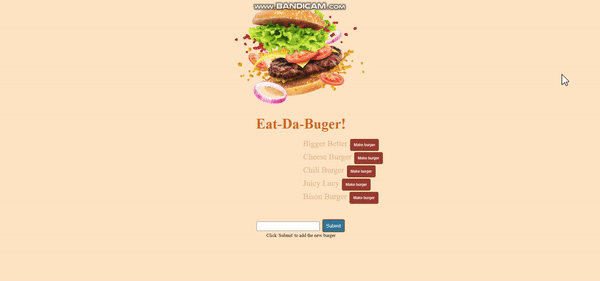 www.BANDICAM.com
Eat-Da-Buger!
Bigger Better Make burger
Cheese Burger Make burger
Chili Burger Make burger
Juicy Lucy Make burger
Bison Burger Make burger
Submit
Click 'Submit' to add the new burger